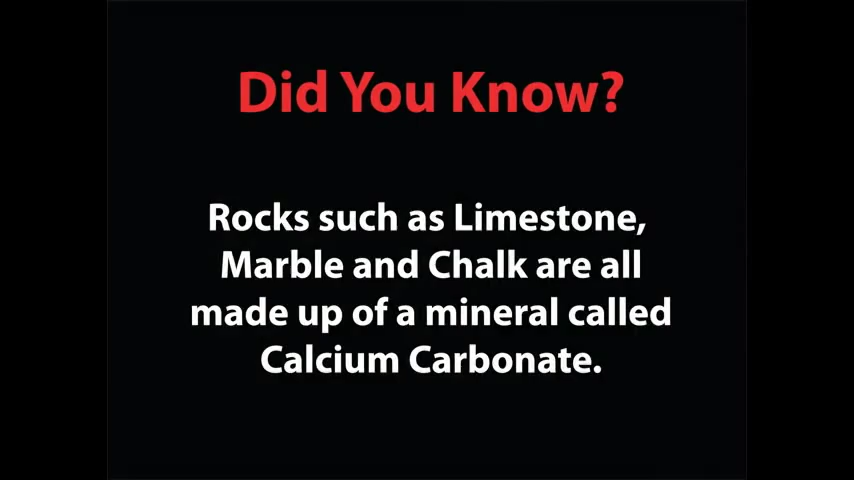 Did You Know?
Rocks such as Limestone,
Marble and Chalk are all
made up of a mineral called
Calcium Carbonate.